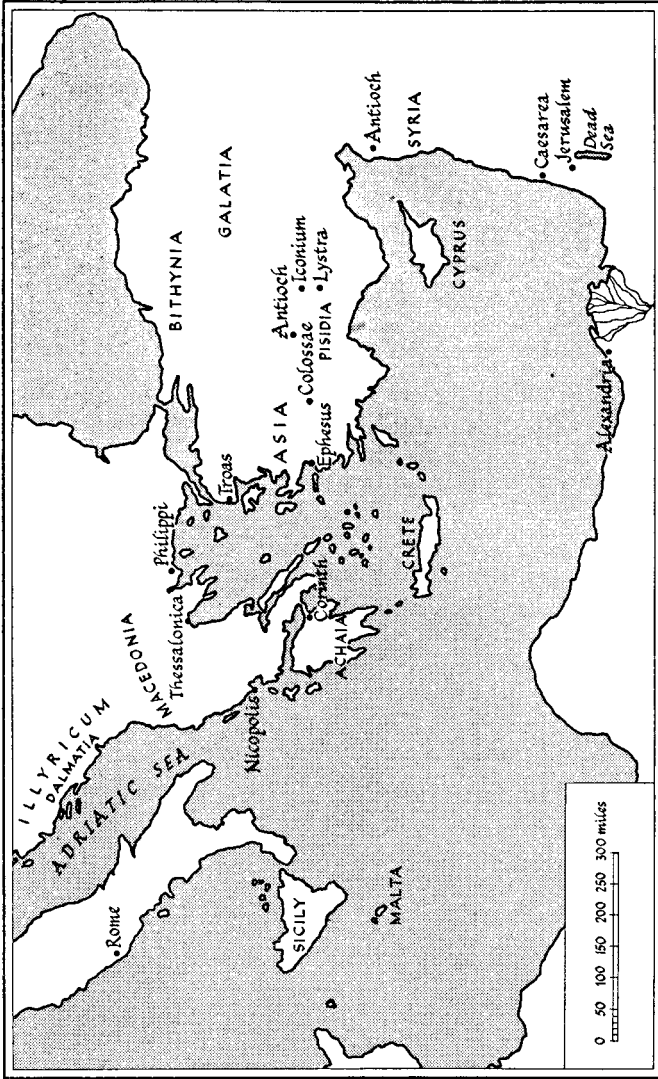 ILLYRICUM
DALMATIA
ADRIATIC SEA
MACEDONIA
Rome
Thessalonica
Philippi
Troas
BITHYNIA
GALATIA
Nicopolis
ASIA
Antioch
Iconium
Colossae
Lystra
PISIDIA
Ephesus
Corinth
ACHAIA
SICILY
MALTA
CRETE
CYPRUS
Antioch
SYRIA
Caesarea
Jerusalem
Dead
Sea
Alexandria
0 50 100 150 200 250 300 miles